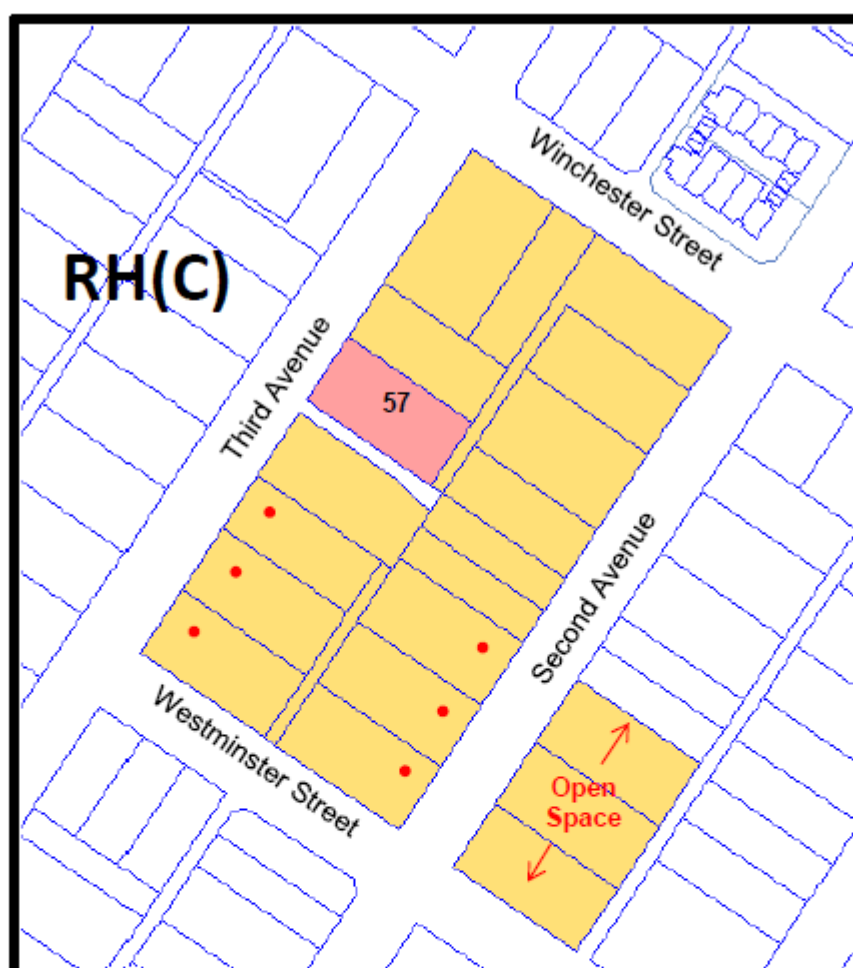 Winchester Street
RH(C)
Third Avenue
57
Second Avenue
Westminster Street
Open
Space